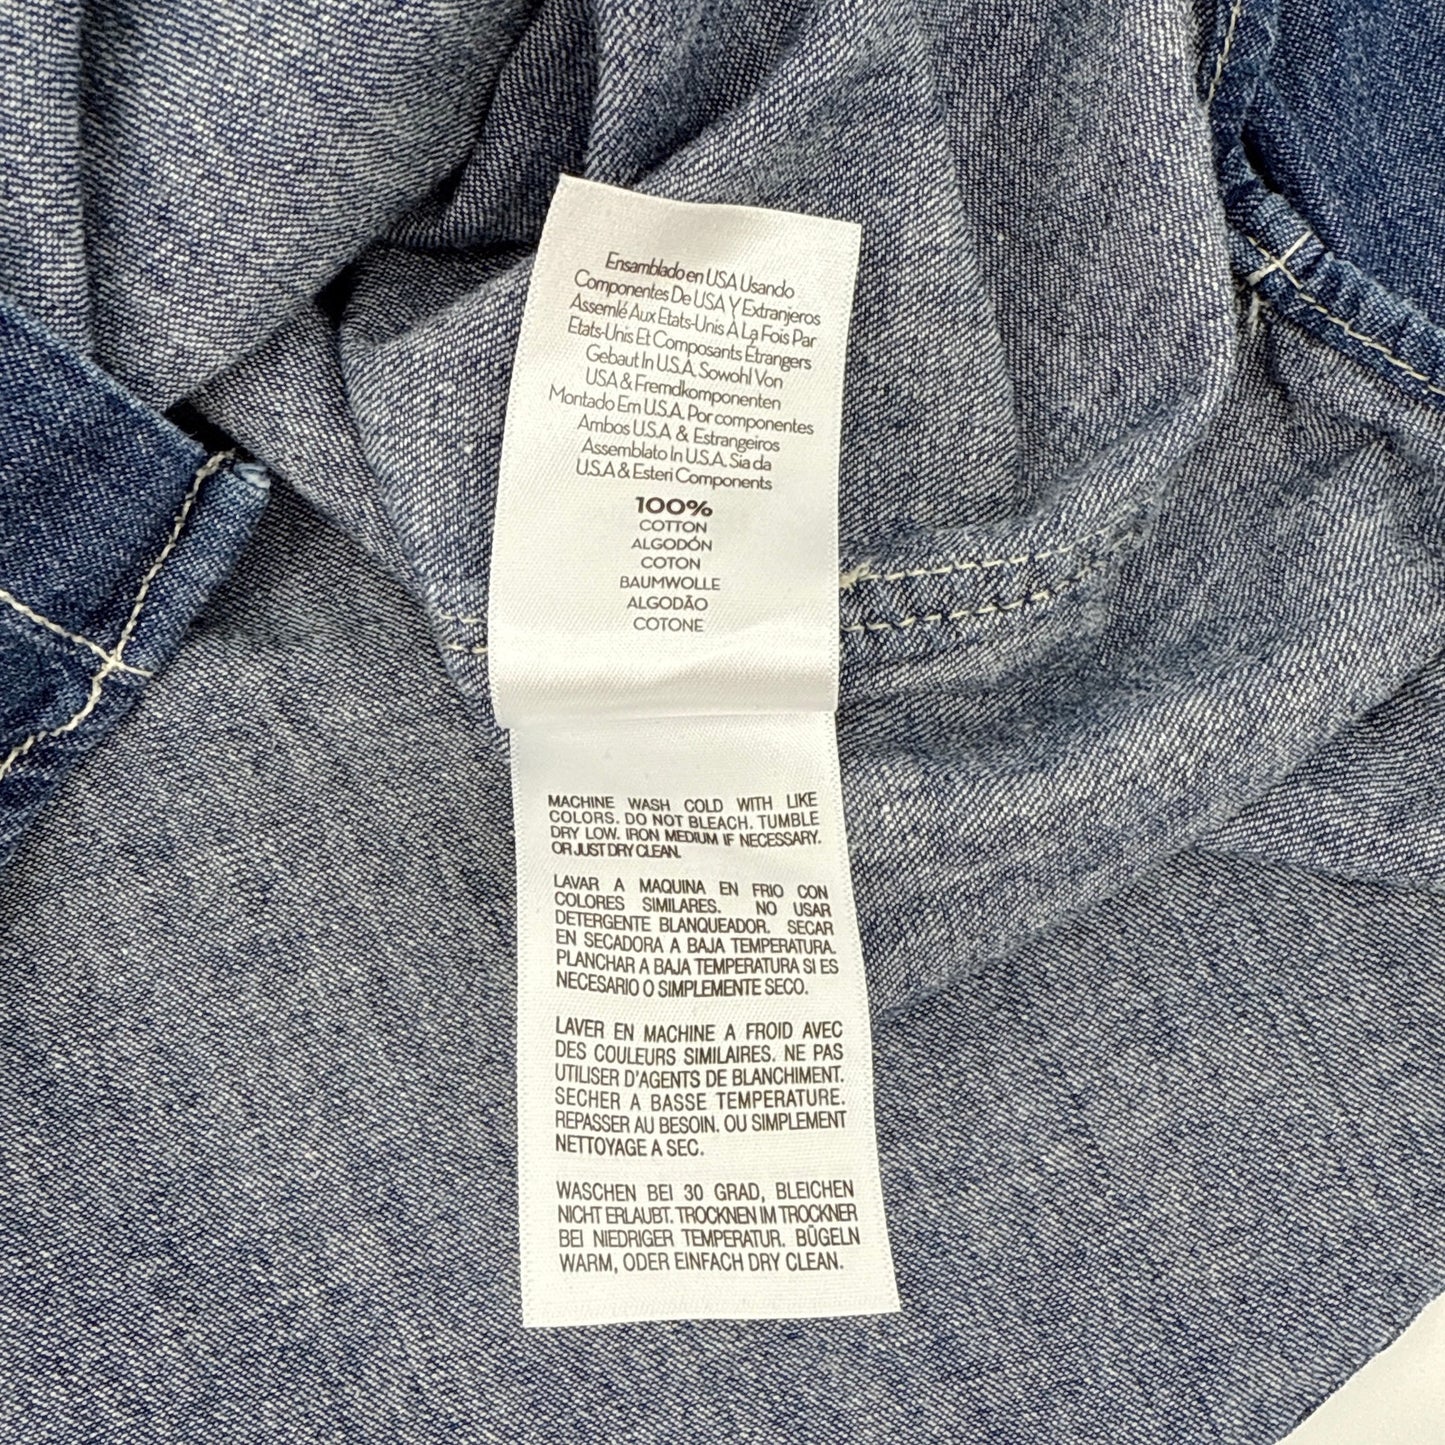 Ensamblado en USA Usando
Componentes De USA Y Extranjeros
Assemlé Aux Etats-Unis À La Fois Par
Etats-Unis Et Composants Étrangers
Gebaut In U.S.A. Sowohl Von
USA & Fremdkomponenten
Montado Em U.S.A. Por componentes
Ambos U.S.A & Estrangeiros
Assemblato In U.S.A. Sia da
U.S.A & Esteri Components
100%
COTTON
ALGODÓN
COTON
BAUMWOLLE
ALGODÃO
COTONE
MACHINE WASH COLD WITH LIKE
COLORS. DO NOT BLEACH. TUMBLE
DRY LOW. IRON MEDIUM IF NECESSARY.
OR JUST DRY CLEAN.
LAVAR A MAQUINA EN FRIO CON
COLORES SIMILARES. NO USAR
DETERGENTE BLANQUEADOR. SECAR
EN SECADORA A BAJA TEMPERATURA.
PLANCHAR A BAJA TEMPERATURA SI ES
NECESARIO O SIMPLEMENTE SECO.
LAVER EN MACHINE A FROID AVEC
DES COULEURS SIMILAIRES. NE PAS
UTILISER D'AGENTS DE BLANCHIMENT.
SECHER A BASSE TEMPERATURE.
REPASSER AU BESOIN. OU SIMPLEMENT
NETTOYAGE A SEC.
WASCHEN BEI 30 GRAD, BLEICHEN
NICHT ERLAUBT. TROCKNEN IM TROCKNER
BEI NIEDRIGER TEMPERATUR. BÜGELN
WARM, ODER EINFACH DRY CLEAN.